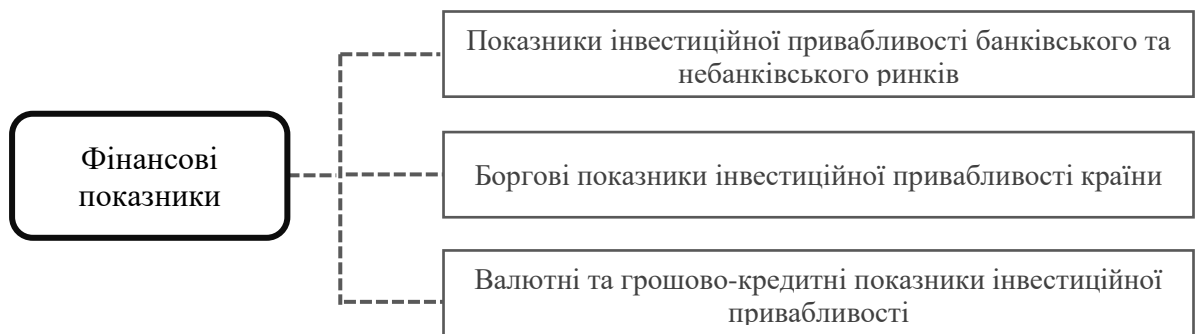 Показники інвестиційної привабливості банківського та
небанківського ринків
Фінансові
показники
Боргові показники інвестиційної привабливості країни
Валютні та грошово-кредитні показники інвестиційної
привабливості